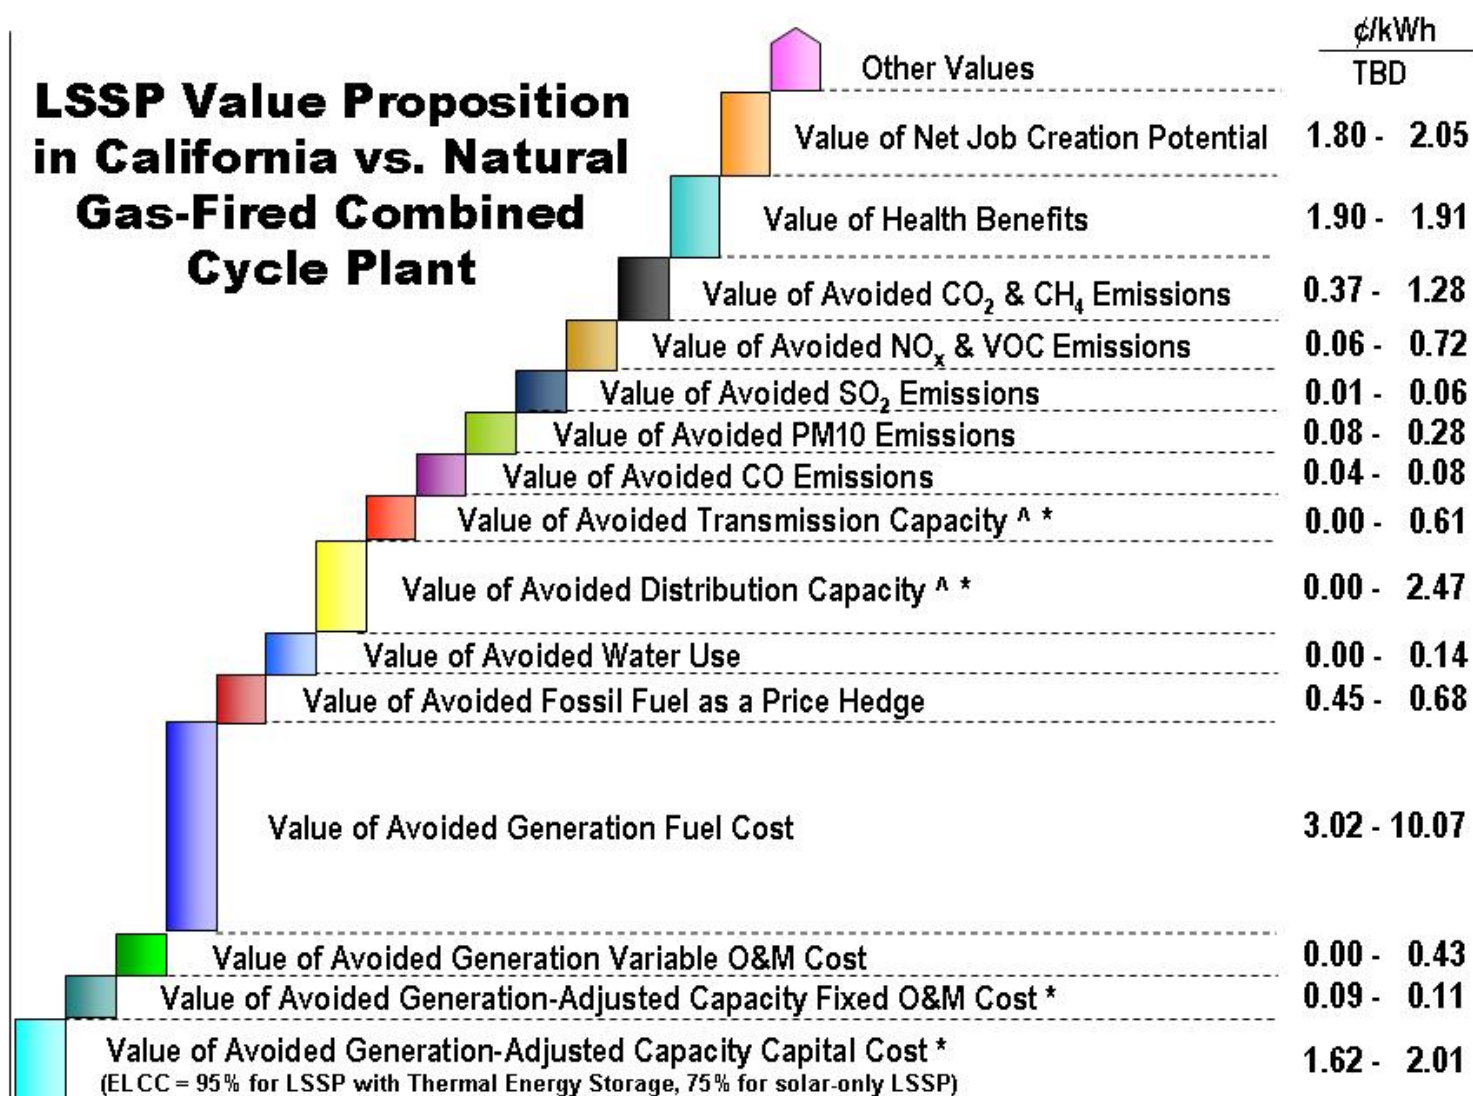 ¢/kWh
Other Values TBD
LSSP Value Proposition
in California vs. Natural
Gas-Fired Combined
Cycle Plant
Value of Net Job Creation Potential 1.80 - 2.05
Value of Health Benefits 1.90 - 1.91
Value of Avoided CO₂ & CH₄ Emissions 0.37 - 1.28
Value of Avoided NOₓ & VOC Emissions 0.06 - 0.72
Value of Avoided SO₂ Emissions 0.01 - 0.06
Value of Avoided PM10 Emissions 0.08 - 0.28
Value of Avoided CO Emissions 0.04 - 0.08
Value of Avoided Transmission Capacity ^ * 0.00 - 0.61
Value of Avoided Distribution Capacity ^ * 0.00 - 2.47
Value of Avoided Water Use 0.00 - 0.14
Value of Avoided Fossil Fuel as a Price Hedge 0.45 - 0.68
Value of Avoided Generation Fuel Cost 3.02 - 10.07
Value of Avoided Generation Variable O&M Cost 0.00 - 0.43
Value of Avoided Generation-Adjusted Capacity Fixed O&M Cost * 0.09 - 0.11
Value of Avoided Generation-Adjusted Capacity Capital Cost * 1.62 - 2.01
(ELCC = 95% for LSSP with Thermal Energy Storage, 75% for solar-only LSSP)